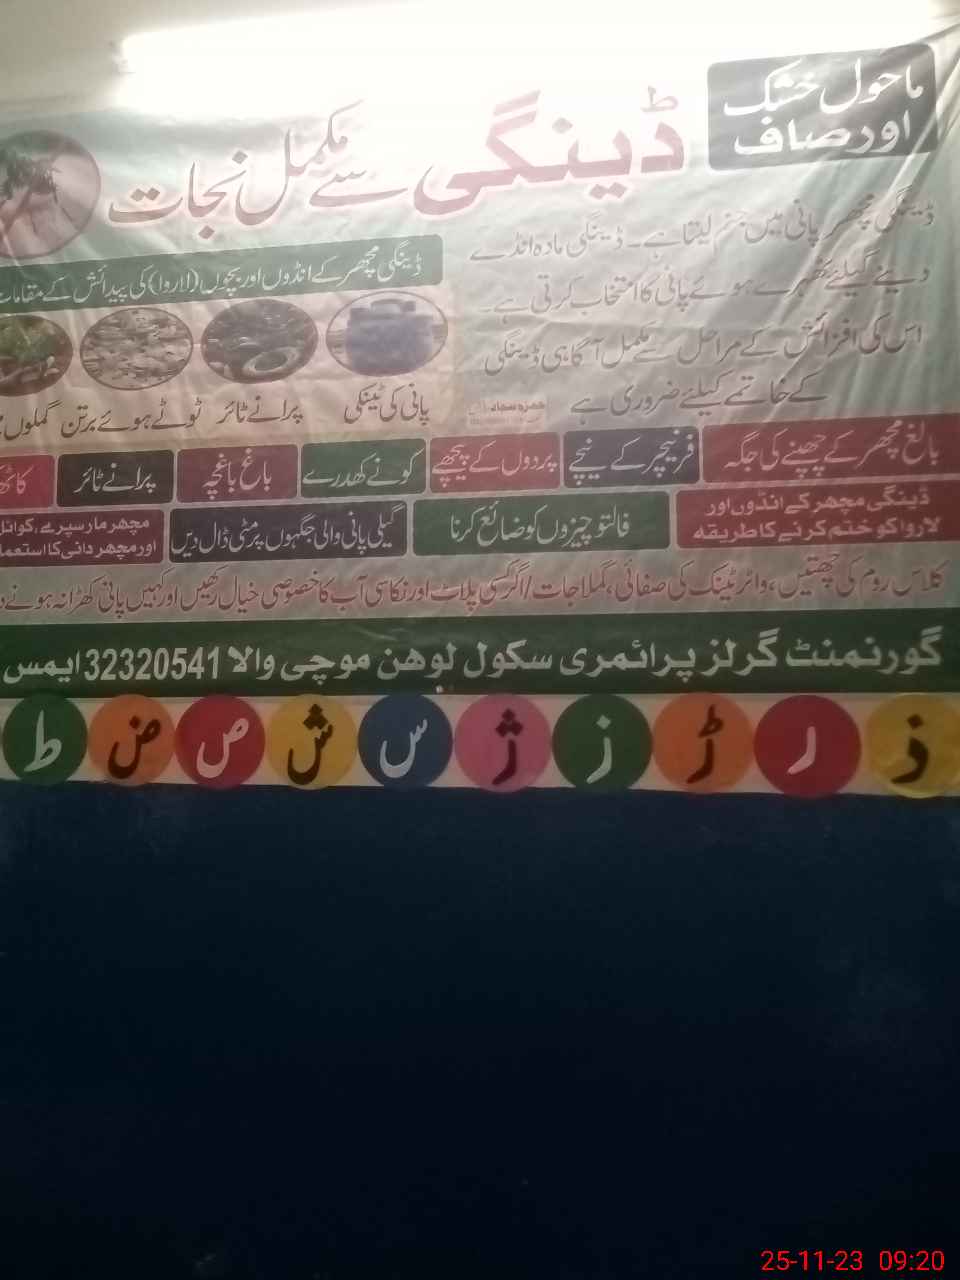 ماحول خشک
اور صاف
ڈینگی سے مکمل نجات
ڈینگی مچھر پانی میں جنم لیتا ہے۔ ڈینگی مادہ انڈے
دینے کیلئے ٹھہرے ہوئے پانی کا انتخاب کرتی ہے۔
اس کی افزائش کے مراحل سے مکمل آگاہی ڈینگی
کے خاتمے کیلئے ضروری ہے
ڈینگی مچھر کے انڈوں اور بچوں (لاروا) کی پیدائش کے مقامات
پانی کی ٹینکی
پرانے ٹائر
ٹوٹے ہوئے برتن
گملوں
بالغ مچھر کے چھپنے کی جگہ
فرنیچر کے نیچے
پردوں کے پیچھے
کونے کھدرے
باغ باغچہ
پرانے ٹائر
ڈینگی مچھر کے انڈوں اور
لاروا کو ختم کرنے کا طریقہ
فالتو چیزوں کو ضائع کرنا
گیلی پانی والی جگہوں پر مٹی ڈال دیں
مچھر مار سپرے، کوائل
اور مچھر دانی کا استعمال
کلاس روم کی چھتیں، واٹر ٹینک کی صفائی، گملا جات / اگر کسی پلاٹ اور نکاسی آب کا خصوصی خیال رکھیں اور کہیں پانی کھڑا نہ ہونے
گورنمنٹ گرلز پرائمری سکول لوھن موچی والا 32320541 ایمس
ذ ر ڑ ز ژ س ش ص ض ط
25-11-23 09:20